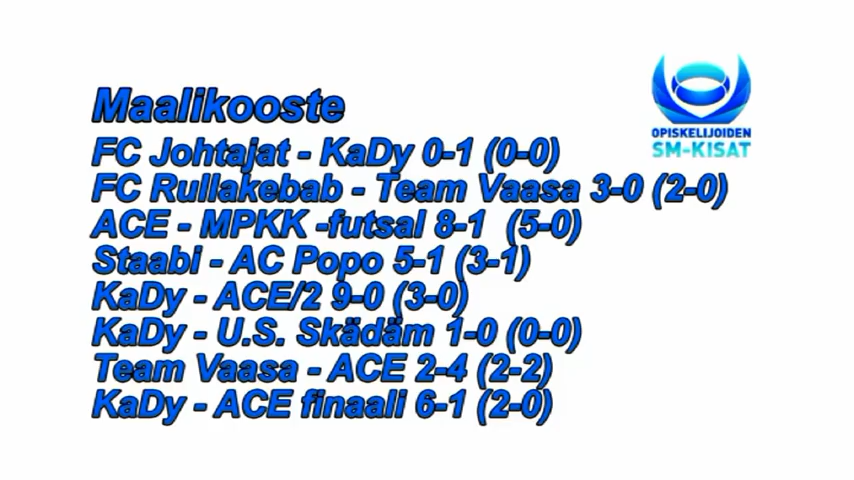 Maalikooste
OPISKELIJOIDEN
SM-KISAT
FC Johtajat - KaDy 0-1 (0-0)
FC Rullakebab - Team Vaasa 3-0 (2-0)
ACE - MPKK -futsal 8-1 (5-0)
Staabi - AC Popo 5-1 (3-1)
KaDy - ACE/2 9-0 (3-0)
KaDy - U.S. Skädäm 1-0 (0-0)
Team Vaasa - ACE 2-4 (2-2)
KaDy - ACE finaali 6-1 (2-0)